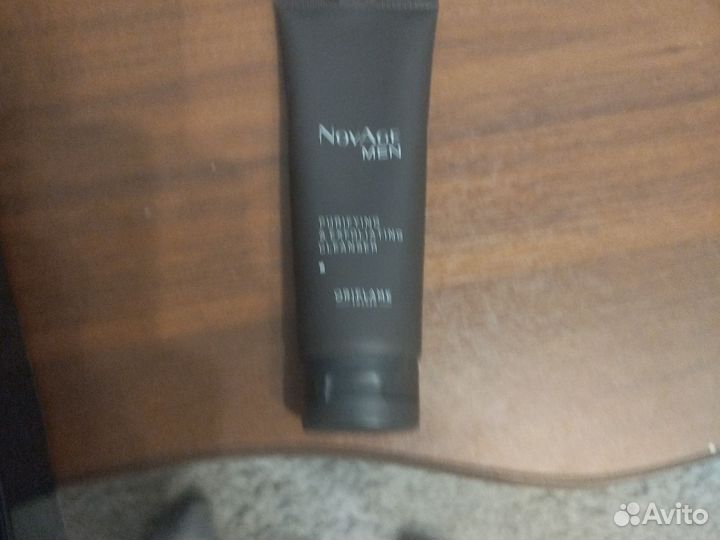 NOVAGE
MEN
PURIFYING
& EXFOLIATING
CLEANSER
ORIFLAME
Avito